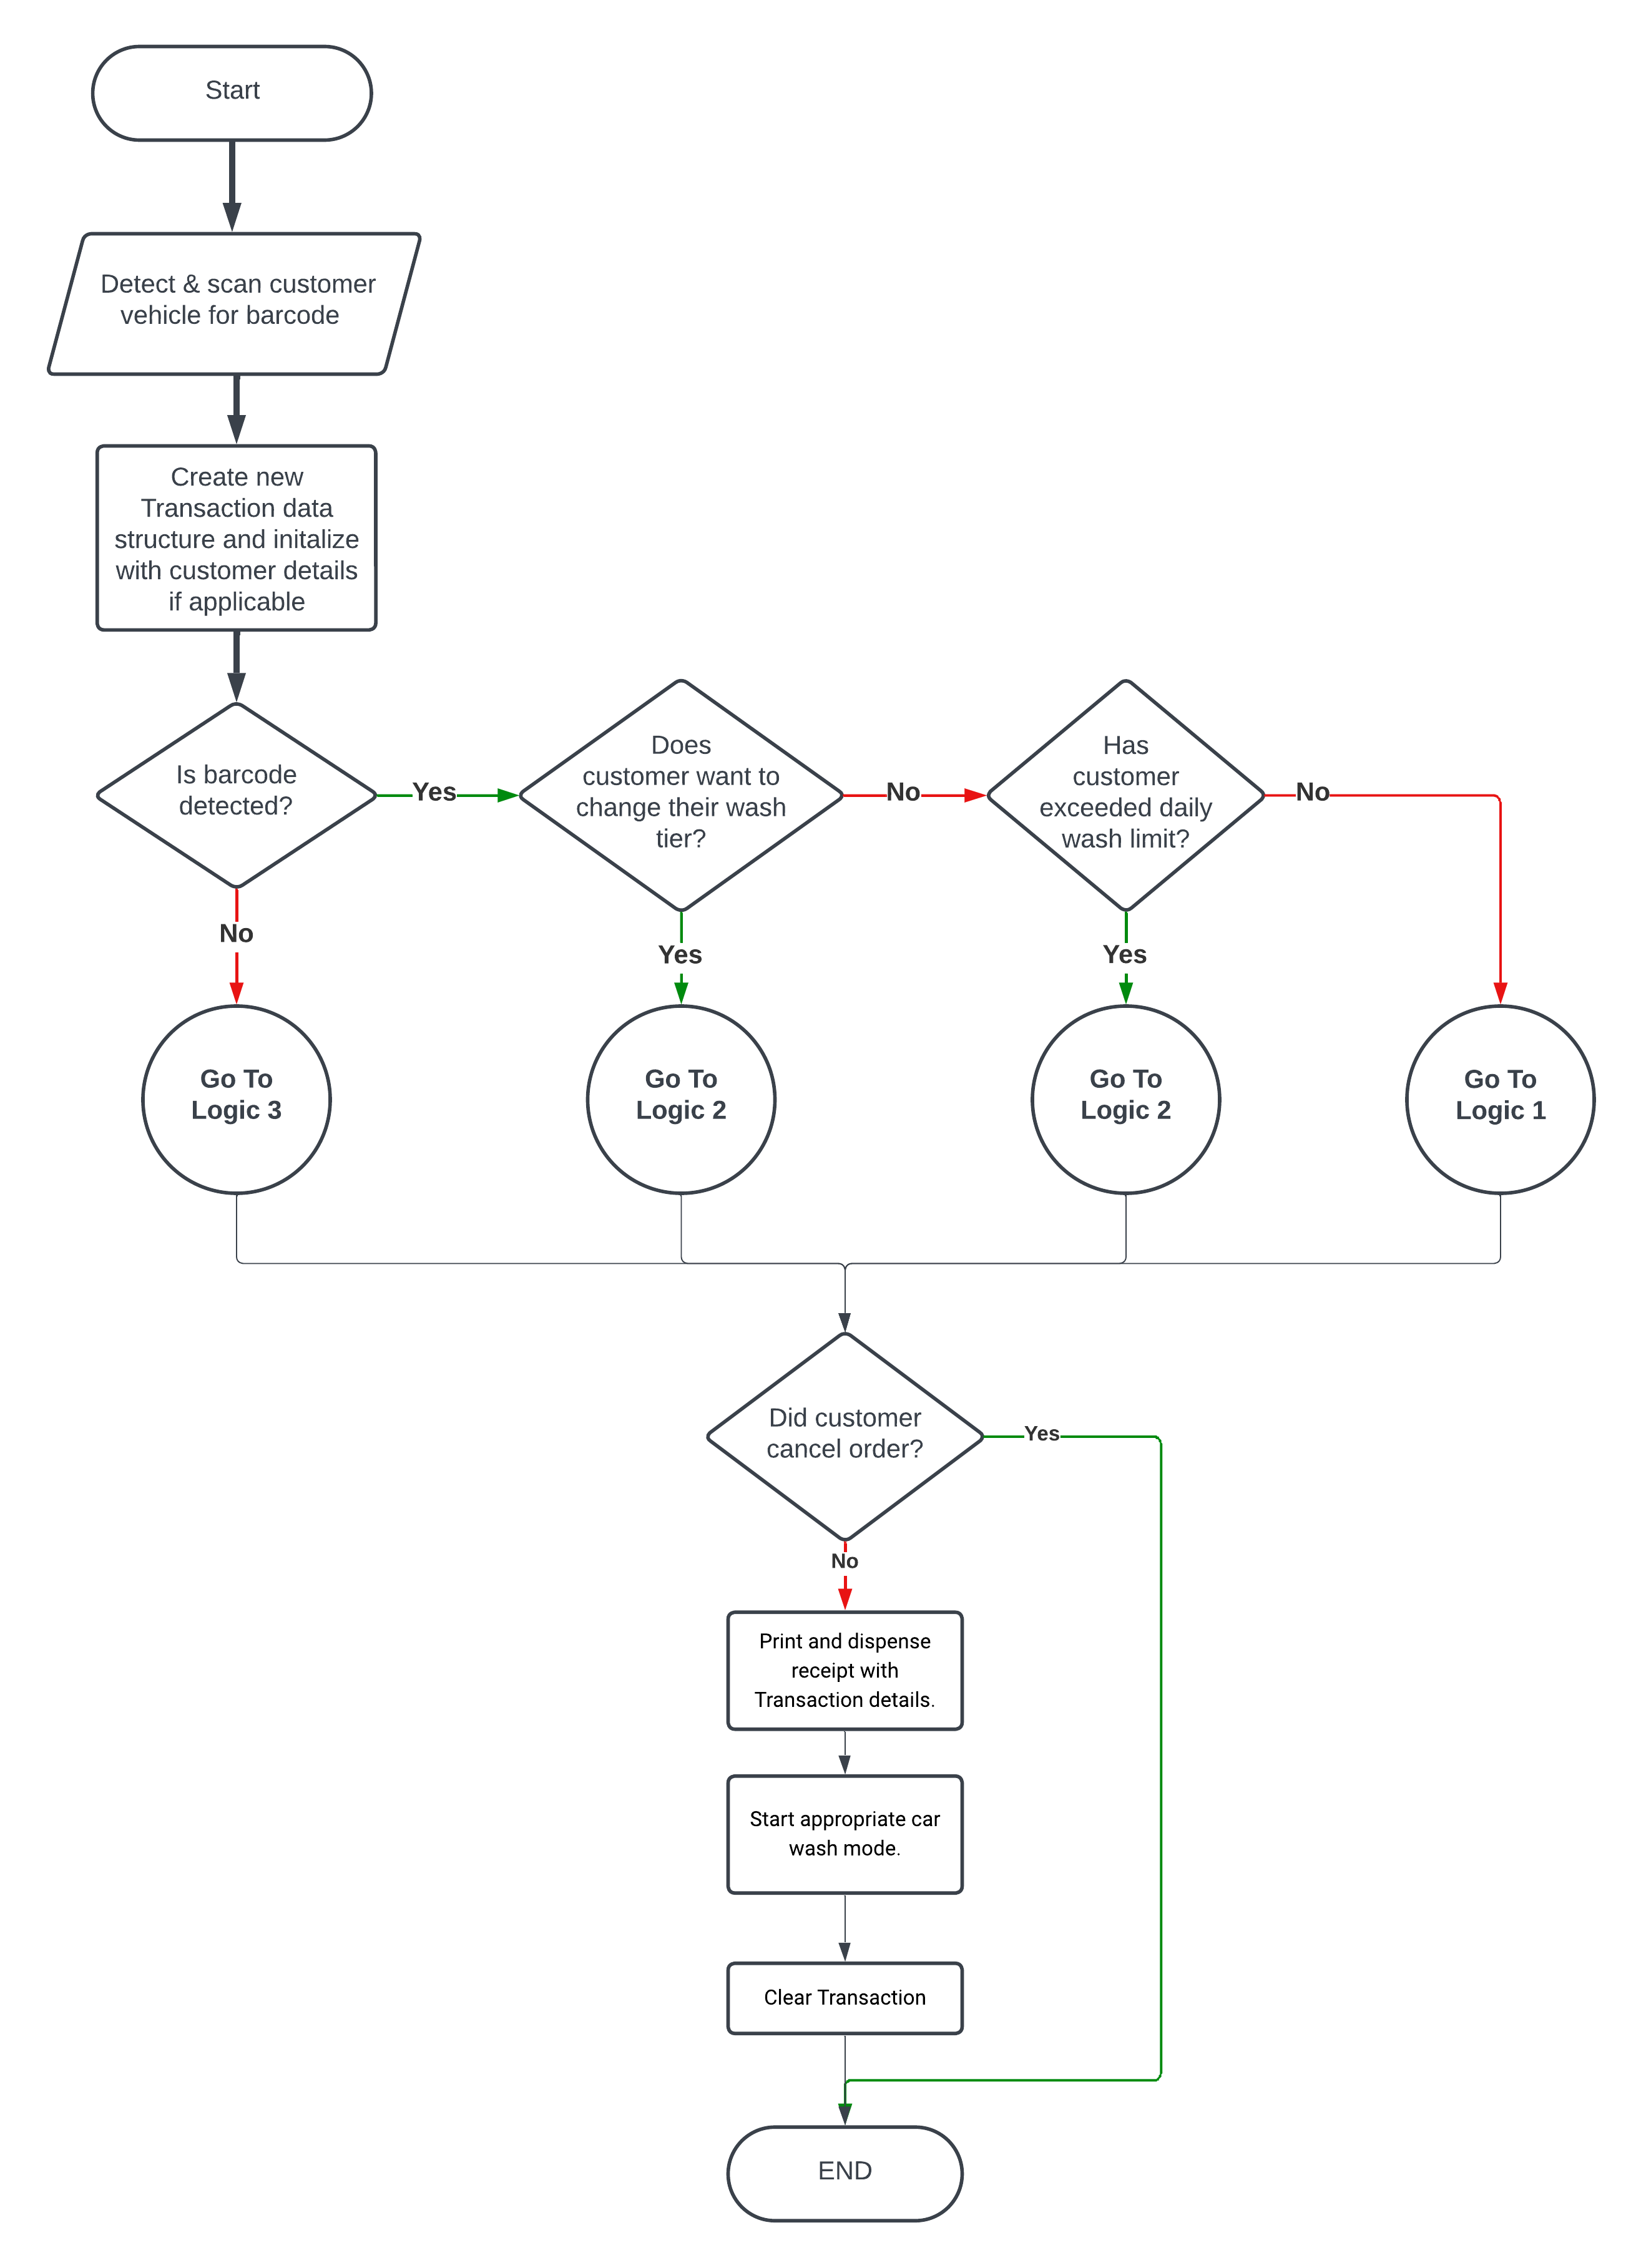 Start
Detect & scan customer
vehicle for barcode
Create new
Transaction data
structure and initalize
with customer details
if applicable
Is barcode
detected?
Yes
Does
customer want to
change their wash
tier?
No
Has
customer
exceeded daily
wash limit?
No
No
Yes
Yes
Go To
Logic 3
Go To
Logic 2
Go To
Logic 2
Go To
Logic 1
Did customer
cancel order?
Yes
No
Print and dispense
receipt with
Transaction details.
Start appropriate car
wash mode.
Clear Transaction
END